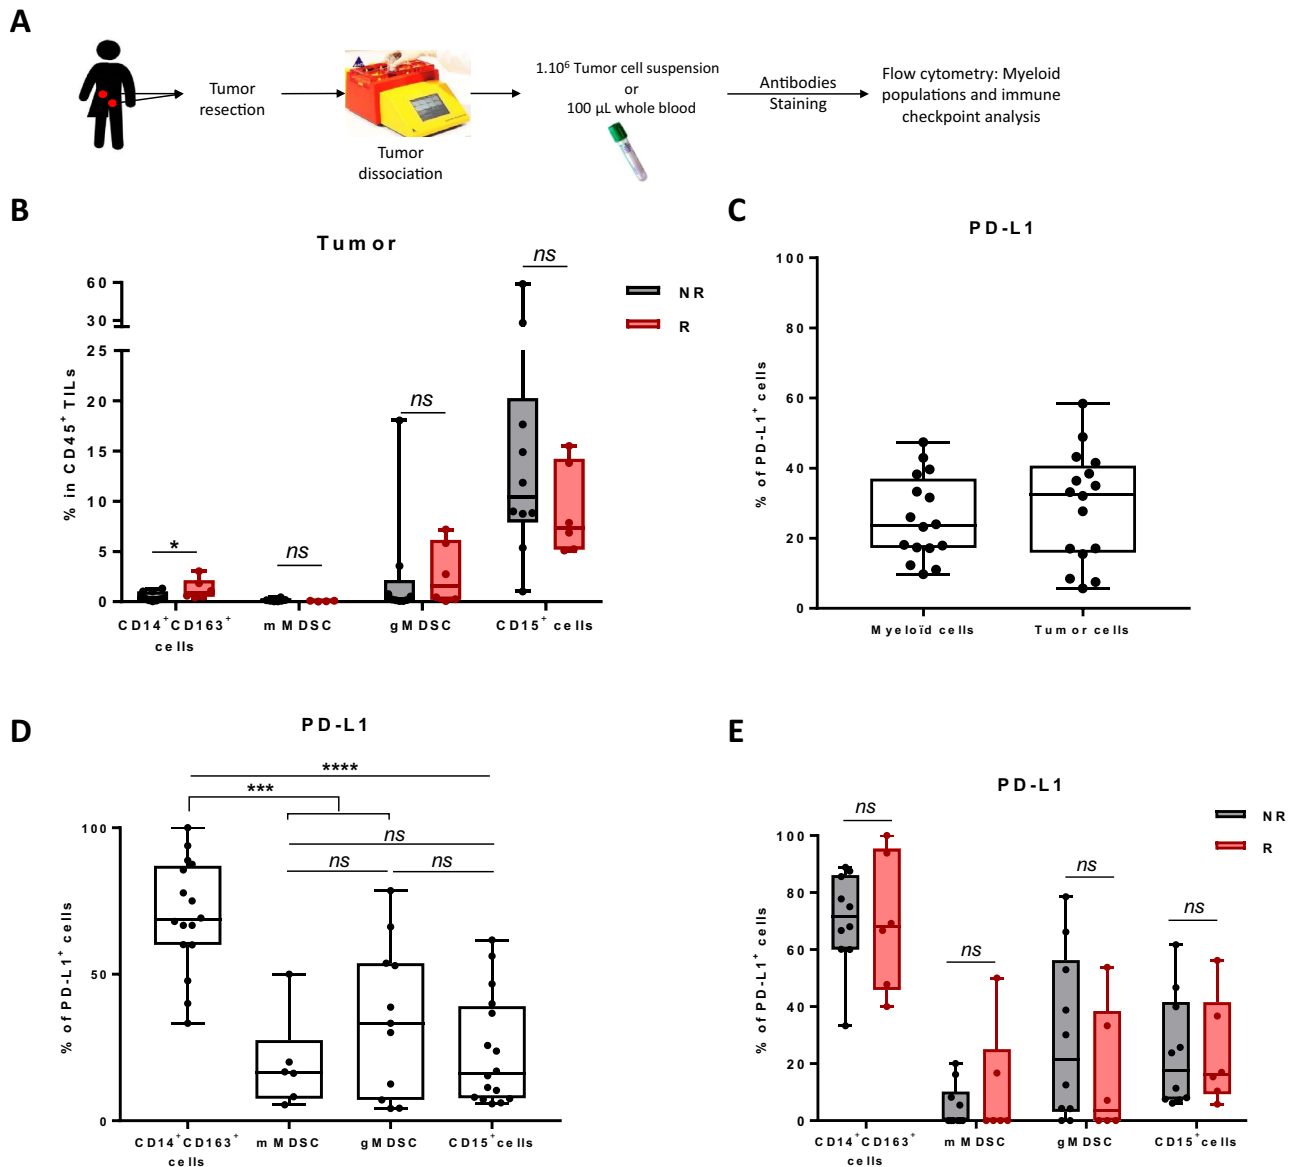 A
Tumor
resection
Tumor
dissociation
1.10⁶ Tumor cell suspension
or
100 µL whole blood
Antibodies
Staining
Flow cytometry: Myeloid
populations and immune
checkpoint analysis
B
Tumor
% in CD45⁺ TILs
60
30
25
20
15
10
5
0
*
ns
ns
ns
CD14⁺CD163⁺
cells
mMDSC
gMDSC
CD15⁺ cells
NR
R
C
PD-L1
% of PD-L1⁺ cells
100
80
60
40
20
0
Myeloïd cells
Tumor cells
D
PD-L1
% of PD-L1⁺ cells
100
50
0
****
***
ns
ns
ns
CD14⁺CD163⁺
cells
mMDSC
gMDSC
CD15⁺cells
E
PD-L1
% of PD-L1⁺ cells
100
80
60
40
20
0
ns
ns
ns
ns
CD14⁺CD163⁺
cells
mMDSC
gMDSC
CD15⁺cells
NR
R